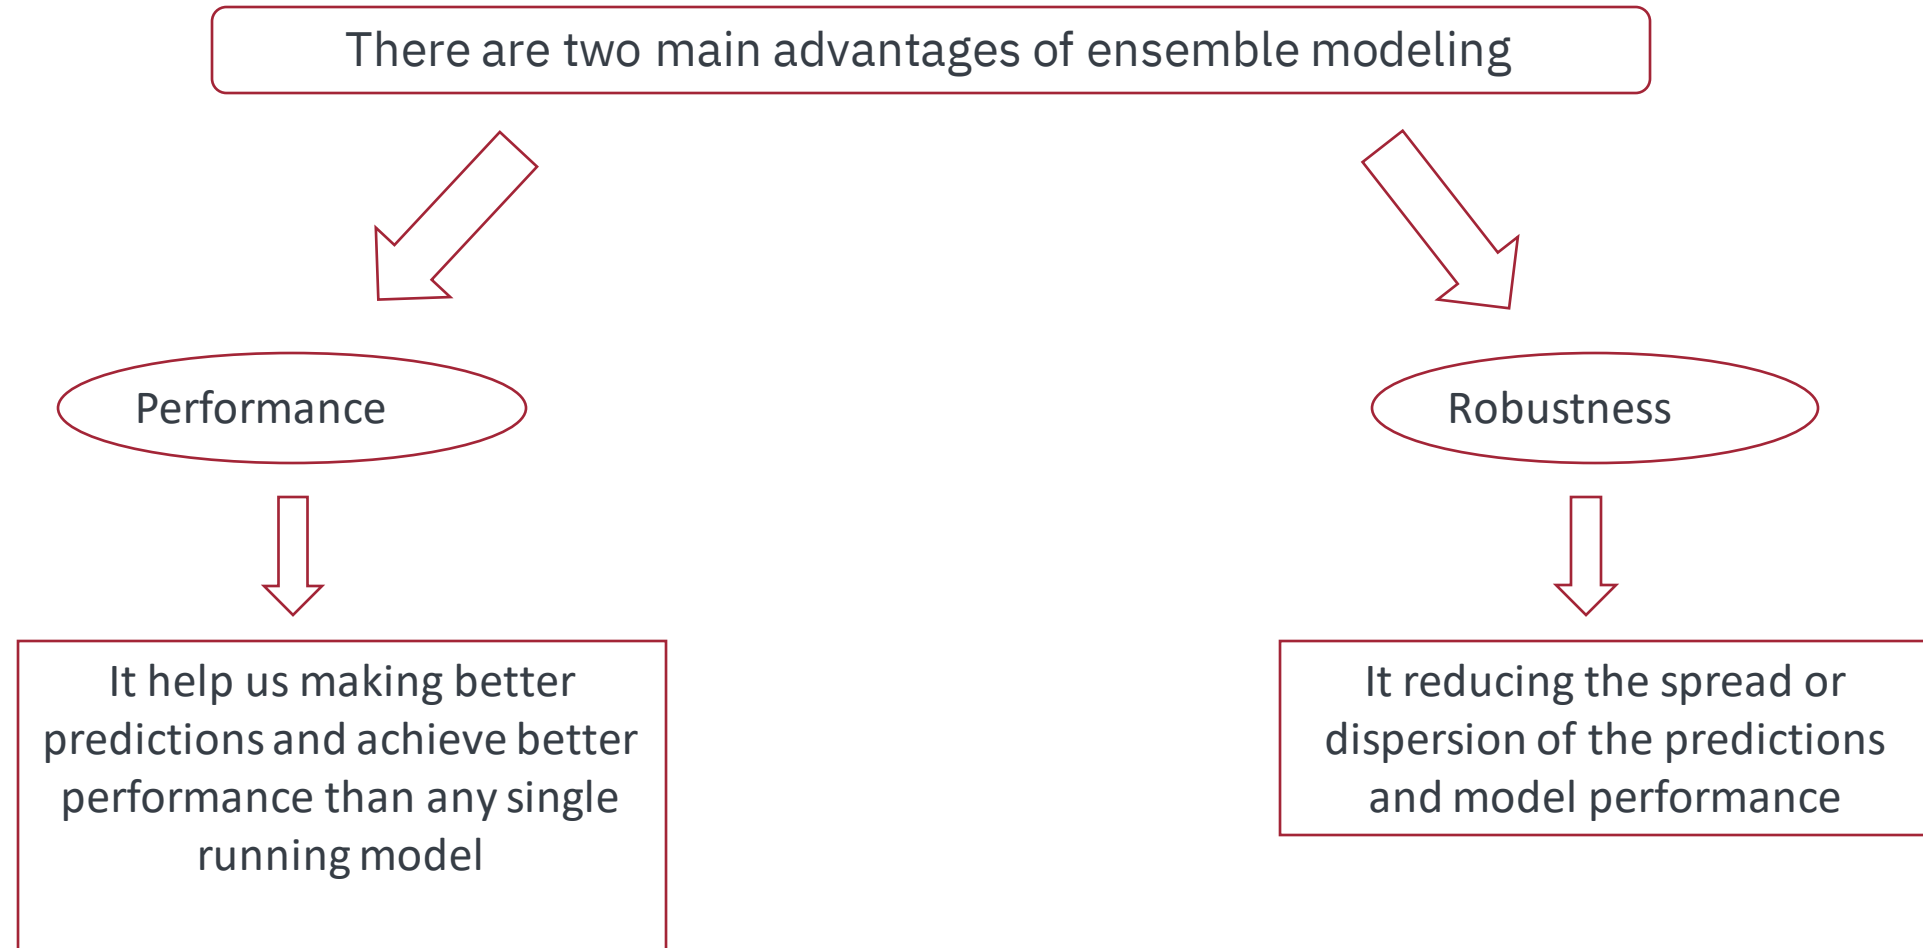 There are two main advantages of ensemble modeling
Performance
Robustness
It help us making better
predictions and achieve better
performance than any single
running model
It reducing the spread or
dispersion of the predictions
and model performance